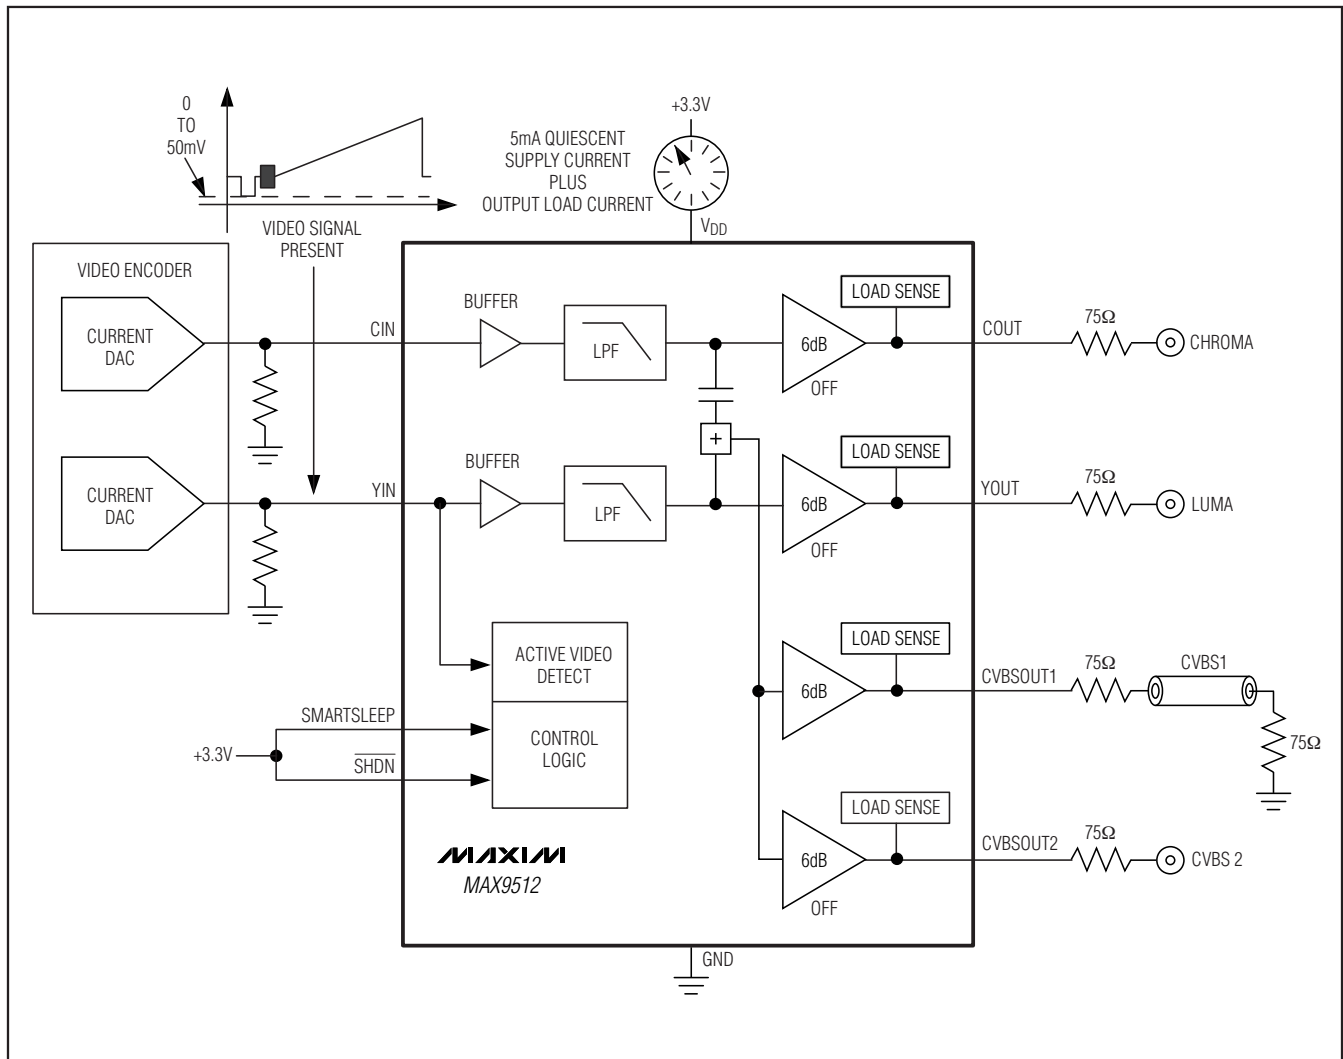 0
TO
50mV
VIDEO SIGNAL
PRESENT
5mA QUIESCENT
SUPPLY CURRENT
PLUS
OUTPUT LOAD CURRENT
+3.3V
VDD
VIDEO ENCODER
CURRENT
DAC
CURRENT
DAC
CIN
YIN
BUFFER
LPF
BUFFER
LPF
+
6dB
OFF
LOAD SENSE
COUT
75Ω
CHROMA
6dB
OFF
LOAD SENSE
YOUT
75Ω
LUMA
ACTIVE VIDEO
DETECT
CONTROL
LOGIC
SMARTSLEEP
+3.3V
SHDN
6dB
LOAD SENSE
CVBSOUT1
75Ω
CVBS1
75Ω
6dB
OFF
LOAD SENSE
CVBSOUT2
75Ω
CVBS 2
MAXIM
MAX9512
GND